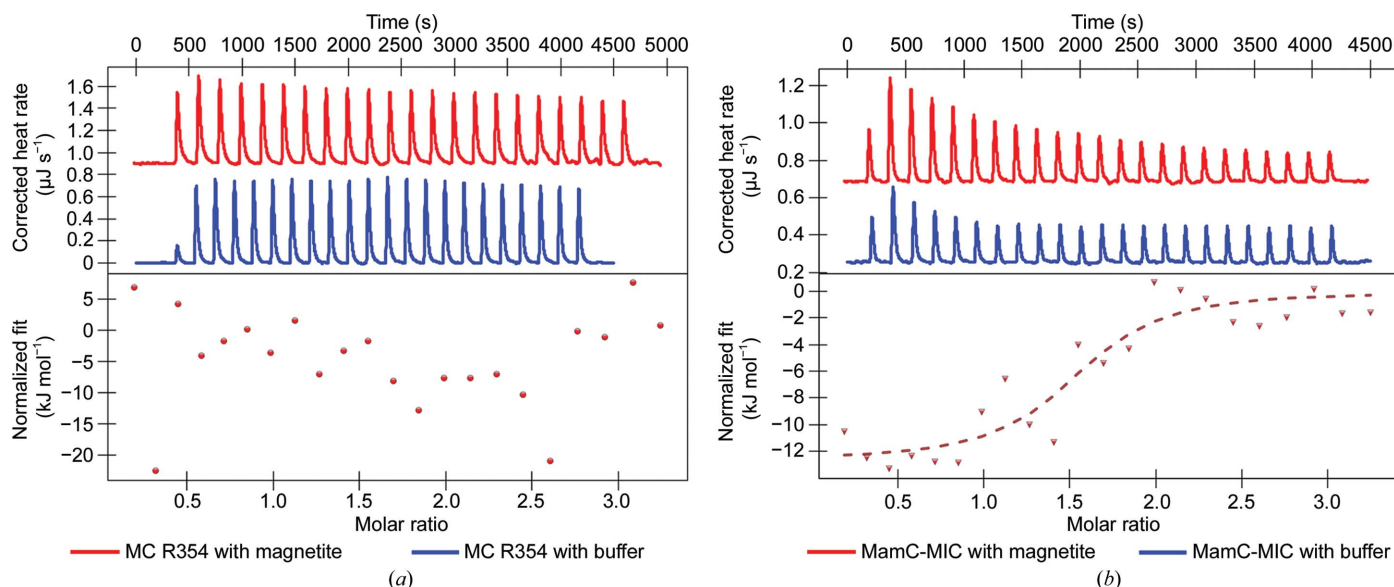 Time (s)
0 500 1000 1500 2000 2500 3000 3500 4000 4500 5000
Corrected heat rate
(µJ s⁻¹)
1.6
1.4
1.2
1.0
0.8
0.6
0.4
0.2
0
Normalized fit
(kJ mol⁻¹)
5
0
−5
−10
−15
−20
0.5 1.0 1.5 2.0 2.5 3.0
Molar ratio
MC R354 with magnetite MC R354 with buffer
(a)
Time (s)
0 500 1000 1500 2000 2500 3000 3500 4000 4500
Corrected heat rate
(µJ s⁻¹)
1.2
1.0
0.8
0.6
0.4
0.2
Normalized fit
(kJ mol⁻¹)
0
−2
−4
−6
−8
−10
−12
0.5 1.0 1.5 2.0 2.5 3.0
Molar ratio
MamC-MIC with magnetite MamC-MIC with buffer
(b)